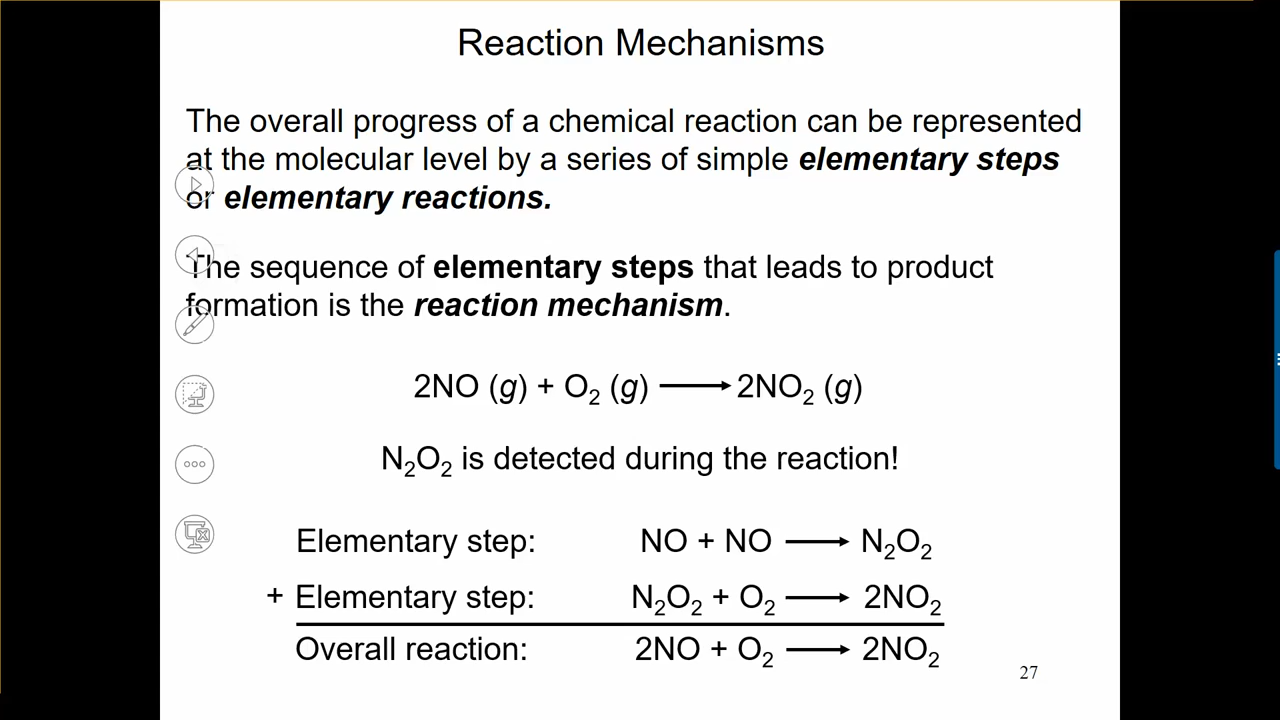 Reaction Mechanisms
The overall progress of a chemical reaction can be represented
at the molecular level by a series of simple elementary steps
or elementary reactions.
The sequence of elementary steps that leads to product
formation is the reaction mechanism.
2NO (g) + O₂ (g) ⟶ 2NO₂ (g)
N₂O₂ is detected during the reaction!
Elementary step: NO + NO ⟶ N₂O₂
+ Elementary step: N₂O₂ + O₂ ⟶ 2NO₂
Overall reaction: 2NO + O₂ ⟶ 2NO₂
27